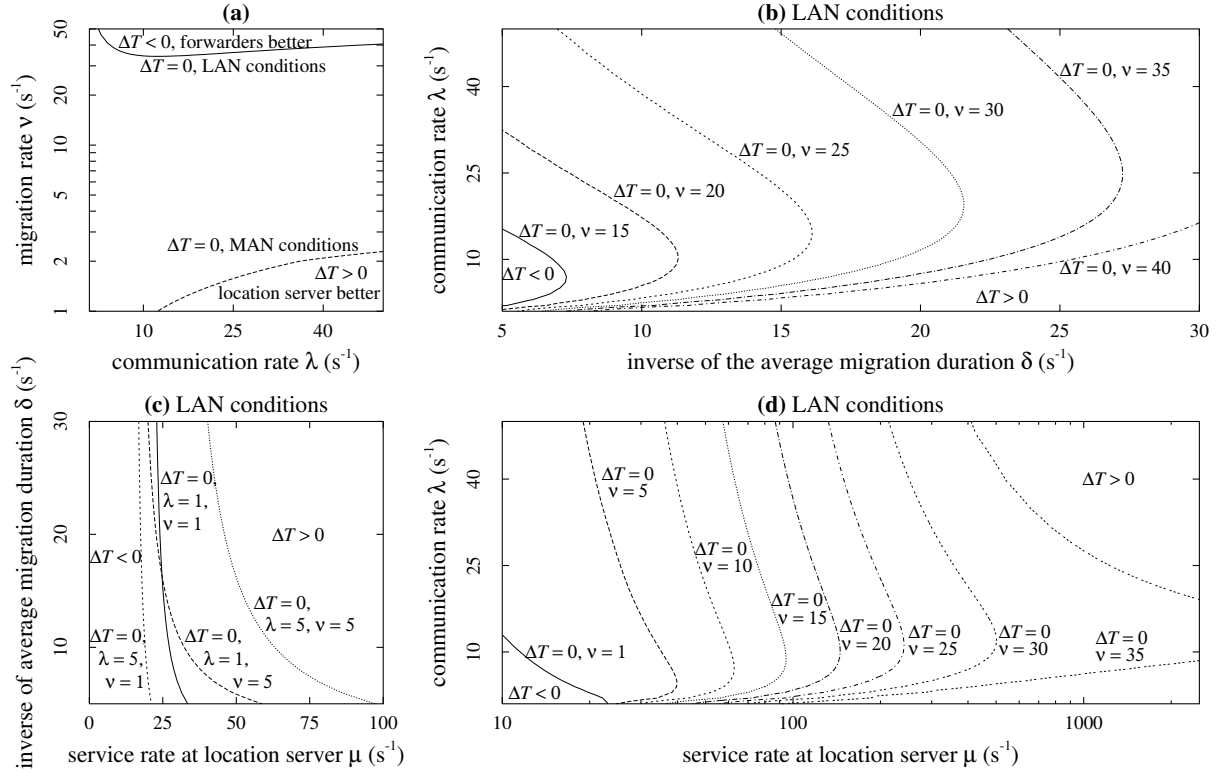 (a)
50
30
20
10
5
2
1
migration rate ν (s⁻¹)
ΔT < 0, forwarders better
ΔT = 0, LAN conditions
ΔT = 0, MAN conditions
ΔT > 0
location server better
10 25 40
communication rate λ (s⁻¹)
(b) LAN conditions
40
25
10
communication rate λ (s⁻¹)
ΔT = 0, ν = 35
ΔT = 0, ν = 30
ΔT = 0, ν = 25
ΔT = 0, ν = 20
ΔT = 0, ν = 15
ΔT < 0
ΔT = 0, ν = 40
ΔT > 0
5 10 15 20 25 30
inverse of the average migration duration δ (s⁻¹)
(c) LAN conditions
30
20
10
inverse of average migration duration δ (s⁻¹)
ΔT = 0,
λ = 1,
ν = 1
ΔT < 0
ΔT > 0
ΔT = 0,
λ = 5, ν = 5
ΔT = 0,
λ = 5,
ν = 1
ΔT = 0,
λ = 1,
ν = 5
0 25 50 75 100
service rate at location server μ (s⁻¹)
(d) LAN conditions
40
25
10
communication rate λ (s⁻¹)
ΔT = 0
ν = 5
ΔT > 0
ΔT = 0
ν = 10
ΔT = 0
ν = 15
ΔT = 0
ν = 20
ΔT = 0
ν = 25
ΔT = 0
ν = 30
ΔT = 0
ν = 35
ΔT = 0, ν = 1
ΔT < 0
10 100 1000
service rate at location server μ (s⁻¹)